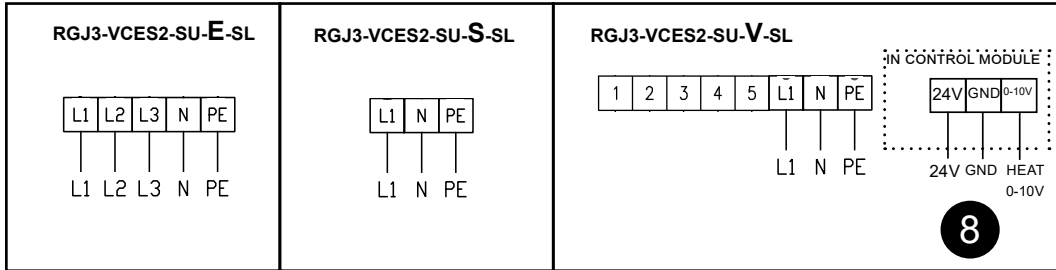 RGJ3-VCES2-SU-E-SL
L1 L2 L3 N PE
L1 L2 L3 N PE
RGJ3-VCES2-SU-S-SL
L1 N PE
L1 N PE
RGJ3-VCES2-SU-V-SL
1 2 3 4 5 L1 N PE
L1 N PE
IN CONTROL MODULE
24V GND 0-10V
24V GND HEAT
0-10V
8